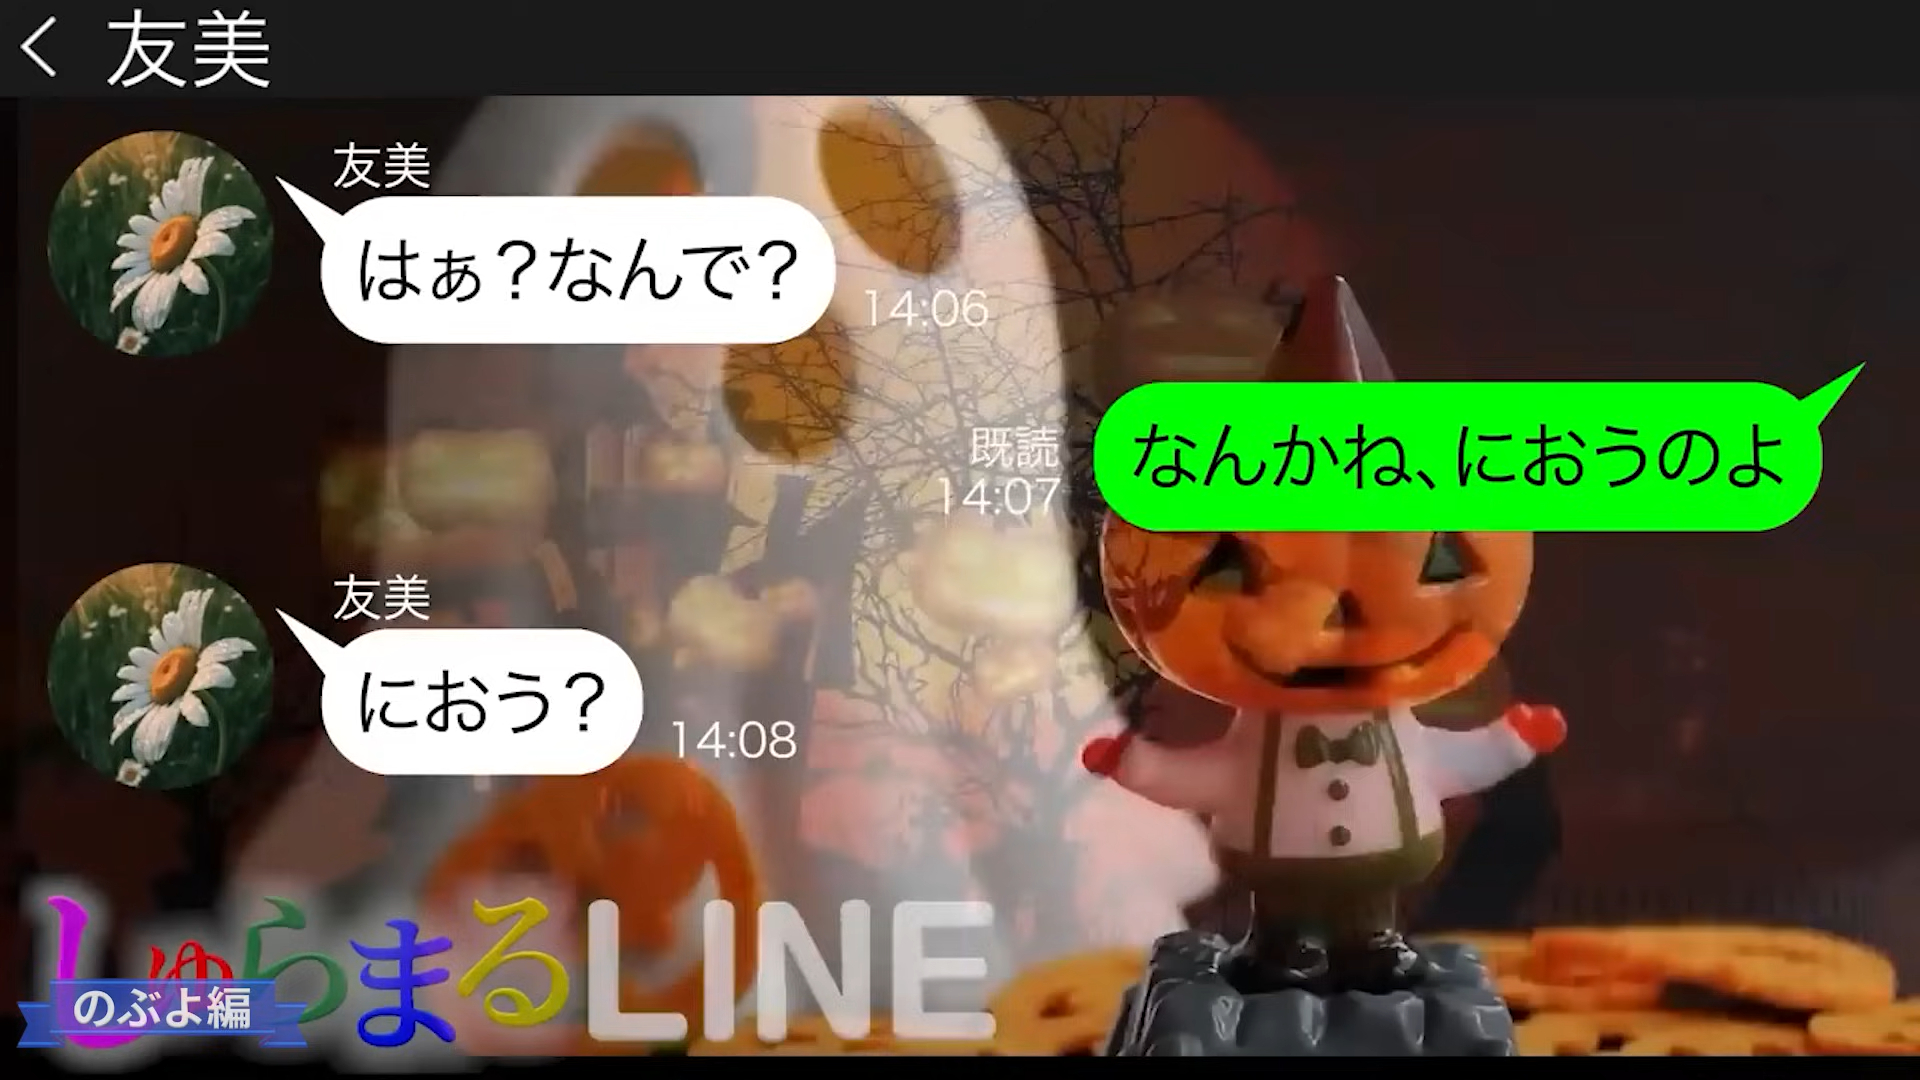 友美
友美
はぁ？なんで？
14:06
なんかね、におうのよ
既読
14:07
友美
におう？
14:08
しゅらまるLINE
のぶよ編